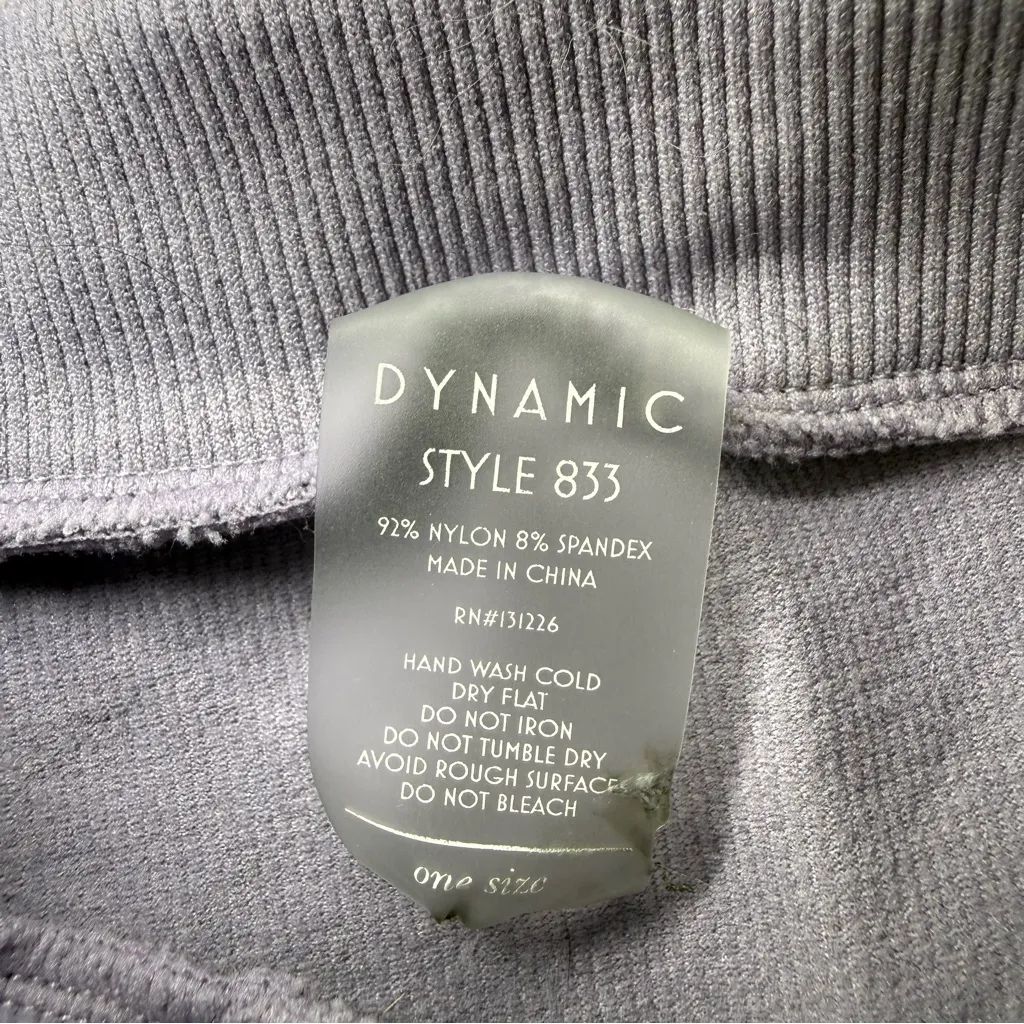 DYNAMIC
STYLE 833
92% NYLON 8% SPANDEX
MADE IN CHINA
RN#131226
HAND WASH COLD
DRY FLAT
DO NOT IRON
DO NOT TUMBLE DRY
AVOID ROUGH SURFACES
DO NOT BLEACH
one size